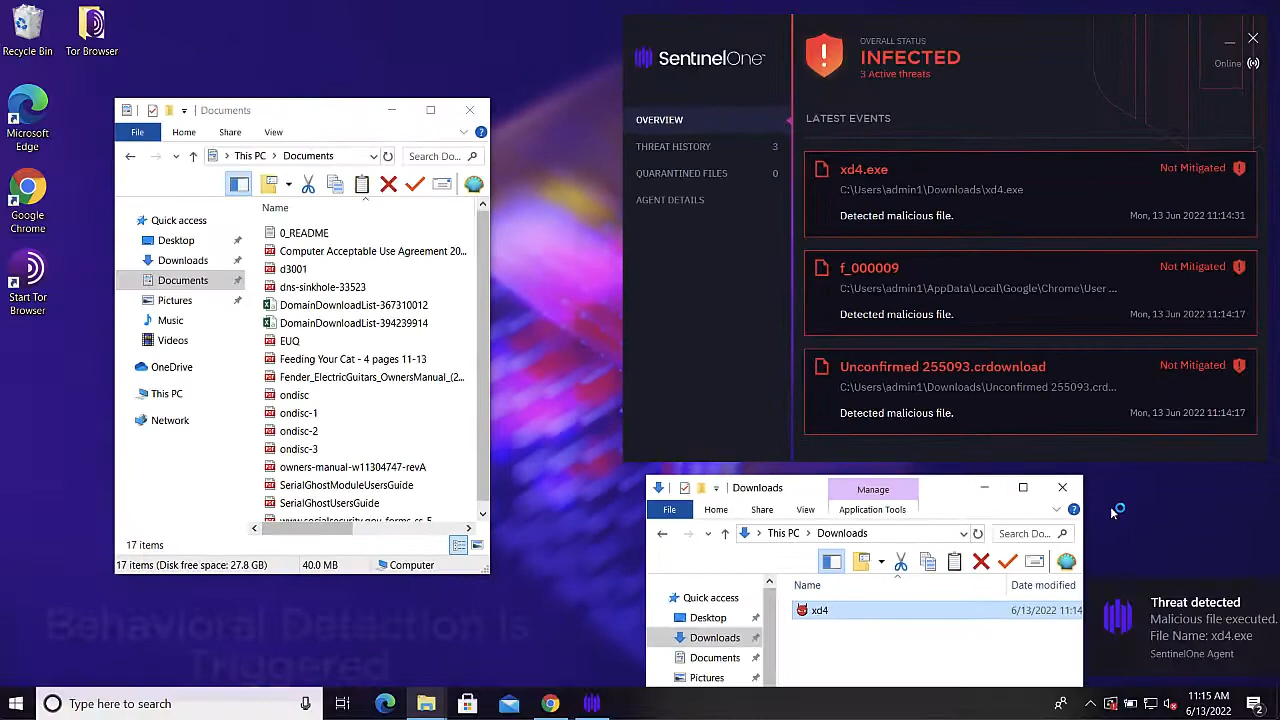 Recycle Bin
Tor Browser
Microsoft
Edge
Google
Chrome
Start Tor
Browser
Documents
File
Home
Share
View
This PC
Documents
Search Do...
Name
Quick access
Desktop
Downloads
Documents
Pictures
Music
Videos
OneDrive
This PC
Network
0_README
Computer Acceptable Use Agreement 20...
d3001
dns-sinkhole-33523
DomainDownloadList-367310012
DomainDownloadList-394239914
EUQ
Feeding Your Cat - 4 pages 11-13
Fender_ElectricGuitars_OwnersManual_(2...
ondisc
ondisc-1
ondisc-2
ondisc-3
owners-manual-w11304747-revA
SerialGhostModuleUsersGuide
SerialGhostUsersGuide
17 items
17 items (Disk free space: 27.8 GB)
40.0 MB
Computer
SentinelOne
OVERVIEW
THREAT HISTORY 3
QUARANTINED FILES 0
AGENT DETAILS
OVERALL STATUS
INFECTED
3 Active threats
Online
LATEST EVENTS
xd4.exe
Not Mitigated
C:\Users\admin1\Downloads\xd4.exe
Detected malicious file.
Mon, 13 Jun 2022 11:14:31
f_000009
Not Mitigated
C:\Users\admin1\AppData\Local\Google\Chrome\User ...
Detected malicious file.
Mon, 13 Jun 2022 11:14:17
Unconfirmed 255093.crdownload
Not Mitigated
C:\Users\admin1\Downloads\Unconfirmed 255093.crd...
Detected malicious file.
Mon, 13 Jun 2022 11:14:17
Downloads
Manage
File
Home
Share
View
Application Tools
This PC
Downloads
Search Do...
Quick access
Desktop
Downloads
Documents
Pictures
Name
Date modified
xd4
6/13/2022 11:14
Threat detected
Malicious file executed.
File Name: xd4.exe
SentinelOne Agent
Triggered
Type here to search
11:15 AM
6/13/2022
2